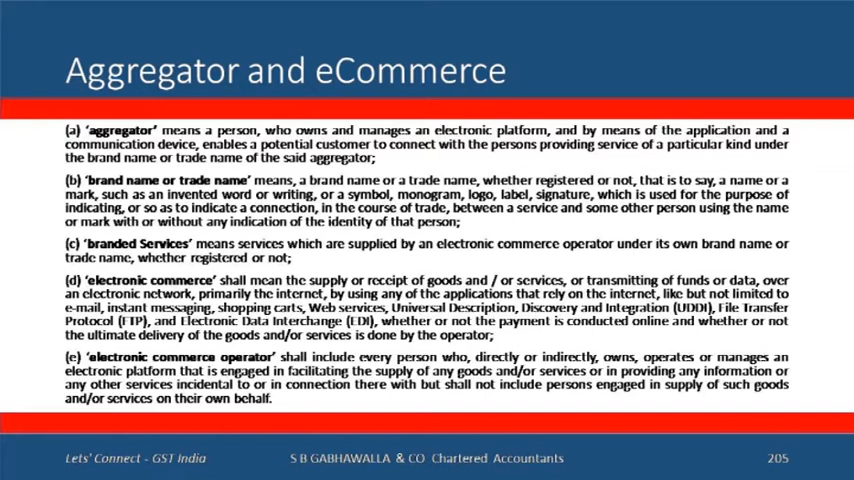 Aggregator and eCommerce
(a) ‘aggregator’ means a person, who owns and manages an electronic platform, and by means of the application and a
communication device, enables a potential customer to connect with the persons providing service of a particular kind under
the brand name or trade name of the said aggregator;
(b) ‘brand name or trade name’ means, a brand name or a trade name, whether registered or not, that is to say, a name or a
mark, such as an invented word or writing, or a symbol, monogram, logo, label, signature, which is used for the purpose of
indicating, or so as to indicate a connection, in the course of trade, between a service and some other person using the name
or mark with or without any indication of the identity of that person;
(c) ‘branded Services’ means services which are supplied by an electronic commerce operator under its own brand name or
trade name, whether registered or not;
(d) ‘electronic commerce’ shall mean the supply or receipt of goods and / or services, or transmitting of funds or data, over
an electronic network, primarily the internet, by using any of the applications that rely on the internet, like but not limited to
e-mail, instant messaging, shopping carts, Web services, Universal Description, Discovery and Integration (UDDI), File Transfer
Protocol (FTP), and Electronic Data Interchange (EDI), whether or not the payment is conducted online and whether or not
the ultimate delivery of the goods and/or services is done by the operator;
(e) ‘electronic commerce operator’ shall include every person who, directly or indirectly, owns, operates or manages an
electronic platform that is engaged in facilitating the supply of any goods and/or services or in providing any information or
any other services incidental to or in connection there with but shall not include persons engaged in supply of such goods
and/or services on their own behalf.
Lets' Connect - GST India S B GABHAWALLA & CO Chartered Accountants 205